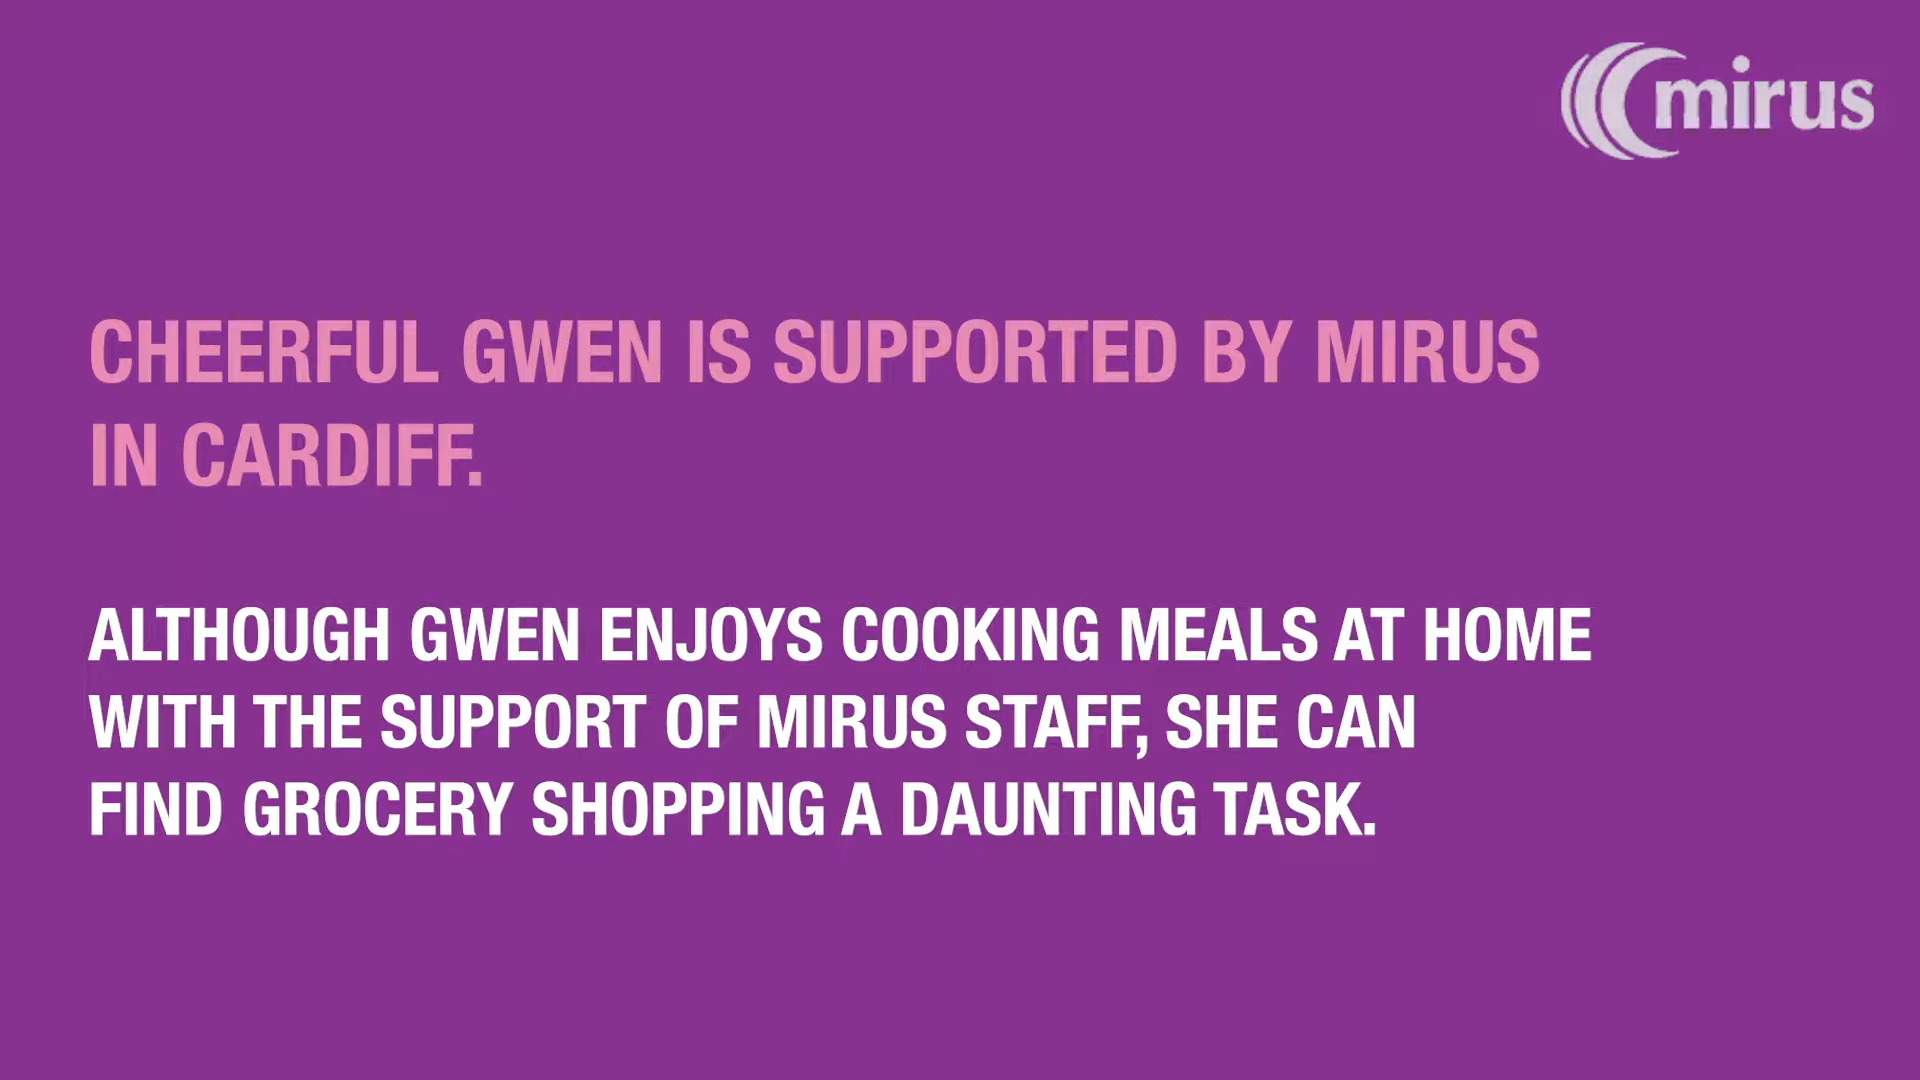 mirus
CHEERFUL GWEN IS SUPPORTED BY MIRUS
IN CARDIFF.
ALTHOUGH GWEN ENJOYS COOKING MEALS AT HOME
WITH THE SUPPORT OF MIRUS STAFF, SHE CAN
FIND GROCERY SHOPPING A DAUNTING TASK.